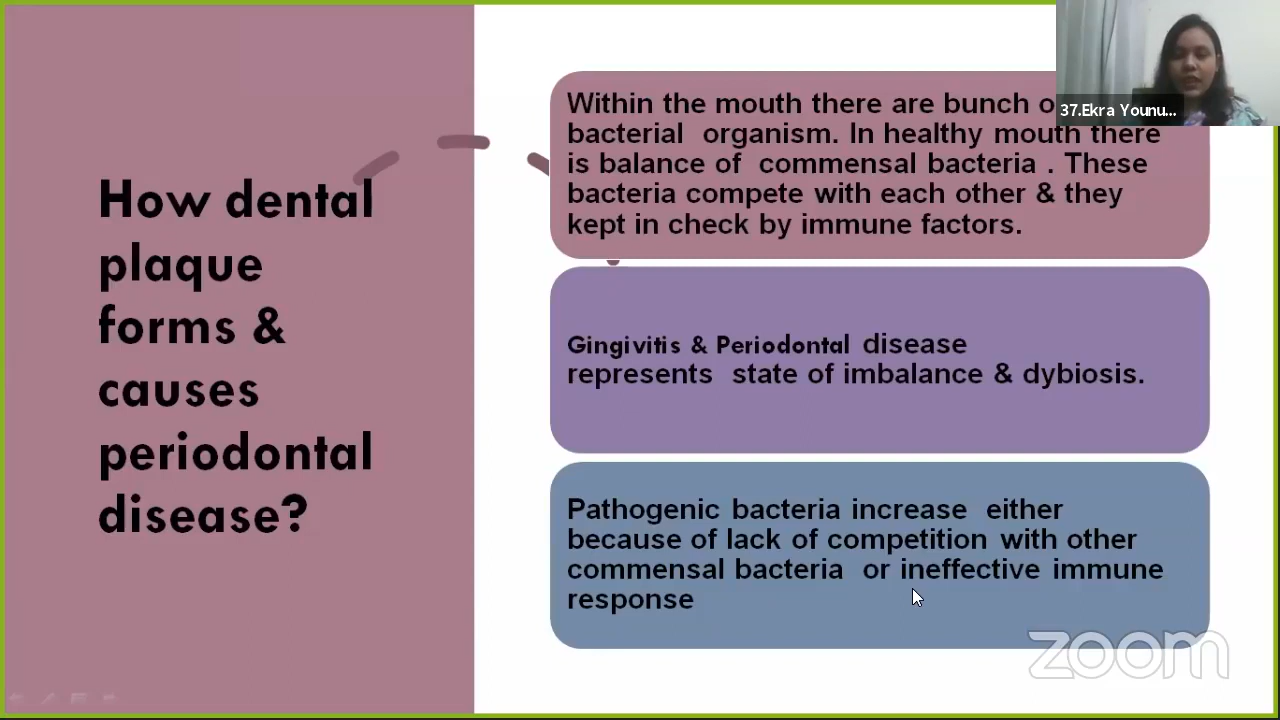 How dental
plaque
forms &
causes
periodontal
disease?
Within the mouth there are bunch
bacterial organism. In healthy mouth there
is balance of commensal bacteria . These
bacteria compete with each other & they
kept in check by immune factors.
Gingivitis & Periodontal disease
represents state of imbalance & dybiosis.
Pathogenic bacteria increase either
because of lack of competition with other
commensal bacteria or ineffective immune
response
37.Ekra Younu...
zoom